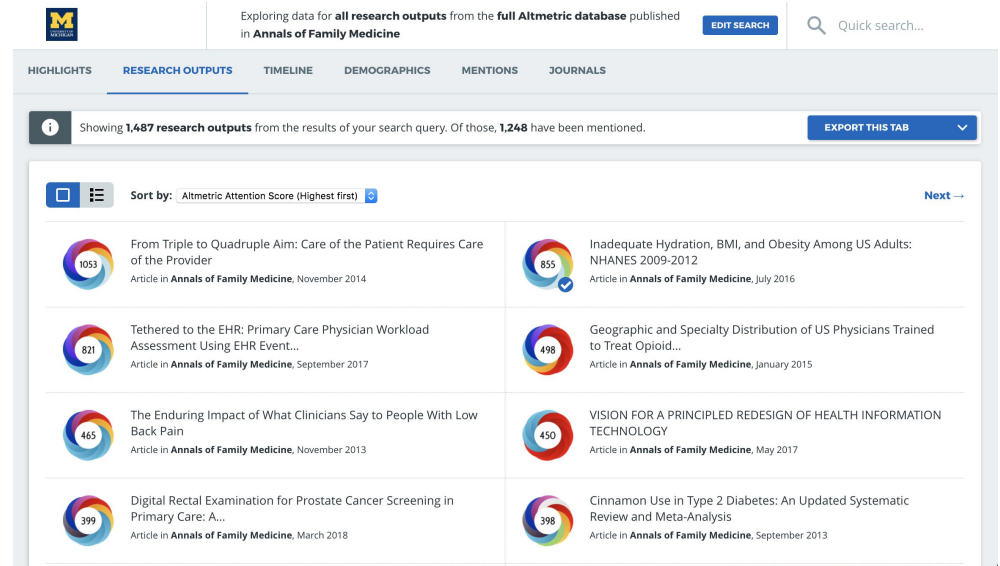 M
UNIVERSITY OF
MICHIGAN
Exploring data for all research outputs from the full Altmetric database published
in Annals of Family Medicine
EDIT SEARCH
Quick search...
HIGHLIGHTS
RESEARCH OUTPUTS
TIMELINE
DEMOGRAPHICS
MENTIONS
JOURNALS
i
Showing 1,487 research outputs from the results of your search query. Of those, 1,248 have been mentioned.
EXPORT THIS TAB
Sort by: Altmetric Attention Score (Highest first)
Next →
1053
From Triple to Quadruple Aim: Care of the Patient Requires Care
of the Provider
Article in Annals of Family Medicine, November 2014
855
Inadequate Hydration, BMI, and Obesity Among US Adults:
NHANES 2009-2012
Article in Annals of Family Medicine, July 2016
821
Tethered to the EHR: Primary Care Physician Workload
Assessment Using EHR Event...
Article in Annals of Family Medicine, September 2017
498
Geographic and Specialty Distribution of US Physicians Trained
to Treat Opioid...
Article in Annals of Family Medicine, January 2015
465
The Enduring Impact of What Clinicians Say to People With Low
Back Pain
Article in Annals of Family Medicine, November 2013
450
VISION FOR A PRINCIPLED REDESIGN OF HEALTH INFORMATION
TECHNOLOGY
Article in Annals of Family Medicine, May 2017
399
Digital Rectal Examination for Prostate Cancer Screening in
Primary Care: A...
Article in Annals of Family Medicine, March 2018
398
Cinnamon Use in Type 2 Diabetes: An Updated Systematic
Review and Meta-Analysis
Article in Annals of Family Medicine, September 2013